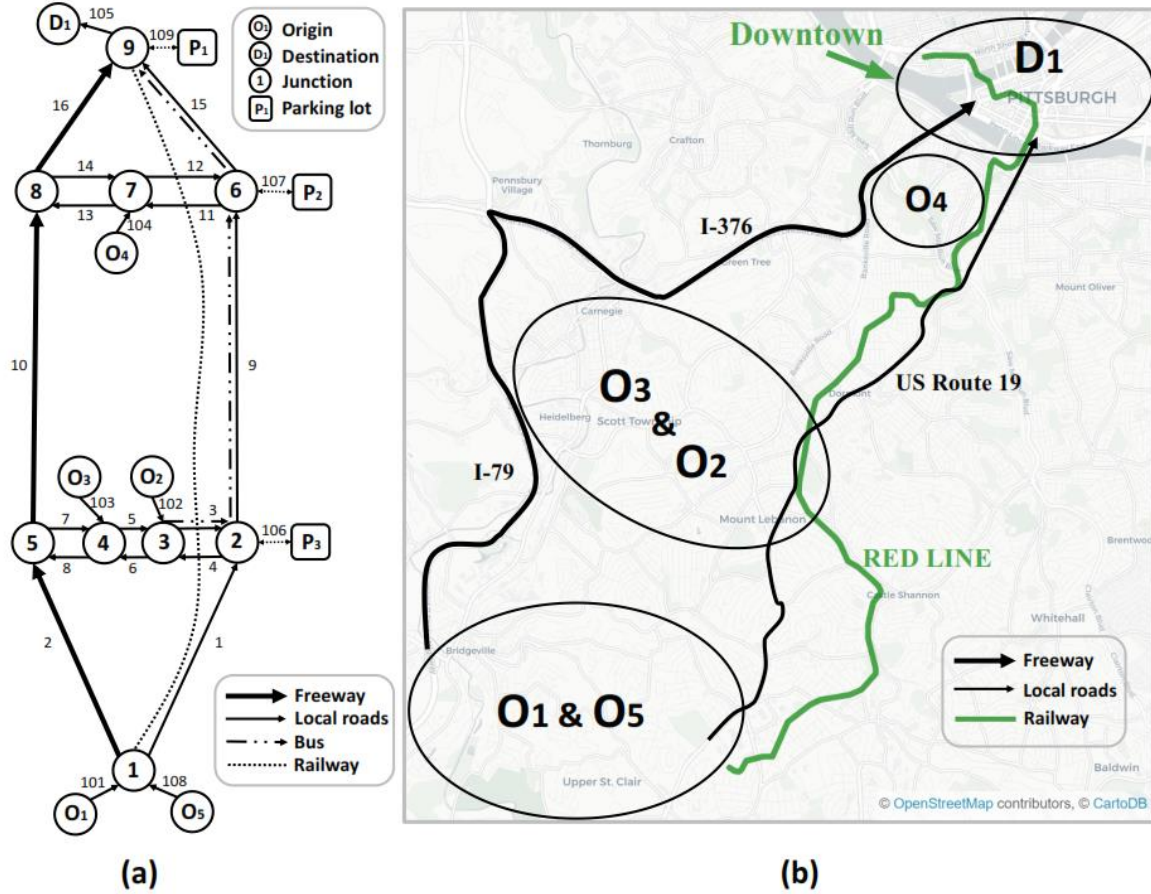 D1
105
9
109
P1
16
15
14
12
8
7
6
107
P2
13
104
11
O4
10
9
O3
103
O2
102
3
7
5
106
5
4
3
2
P3
8
6
4
2
1
1
101
108
O1
O5
O1 Origin
D1 Destination
1 Junction
P1 Parking lot
Freeway
Local roads
Bus
Railway
(a)
Downtown
D1
PITTSBURGH
Thornburg
Crafton
Pennsbury
Village
O4
I-376
Green Tree
Banksville Road
Mount Oliver
Carnegie
Banksville Road
O3
&
O2
Heidelberg
Scott Township
Dormont
US Route 19
I-79
Mount Lebanon
RED LINE
Castle Shannon
Brentwood
Whitehall
Bridgeville
O1 & O5
Upper St. Clair
Baldwin
Freeway
Local roads
Railway
© OpenStreetMap contributors, © CartoDB
(b)